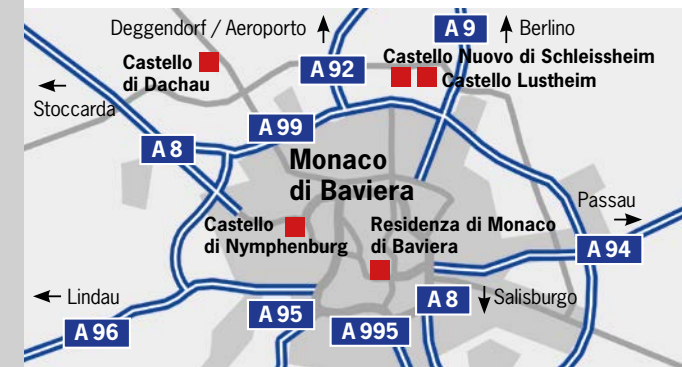 Deggendorf / Aeroporto
A 9
Berlino
Castello
di Dachau
A 92
Castello Nuovo di Schleissheim
Castello Lustheim
Stoccarda
A 99
A 8
Monaco
di Baviera
Passau
Castello
di Nymphenburg
Residenza di Monaco
di Baviera
A 94
Lindau
A 96
A 95
A 995
A 8
Salisburgo